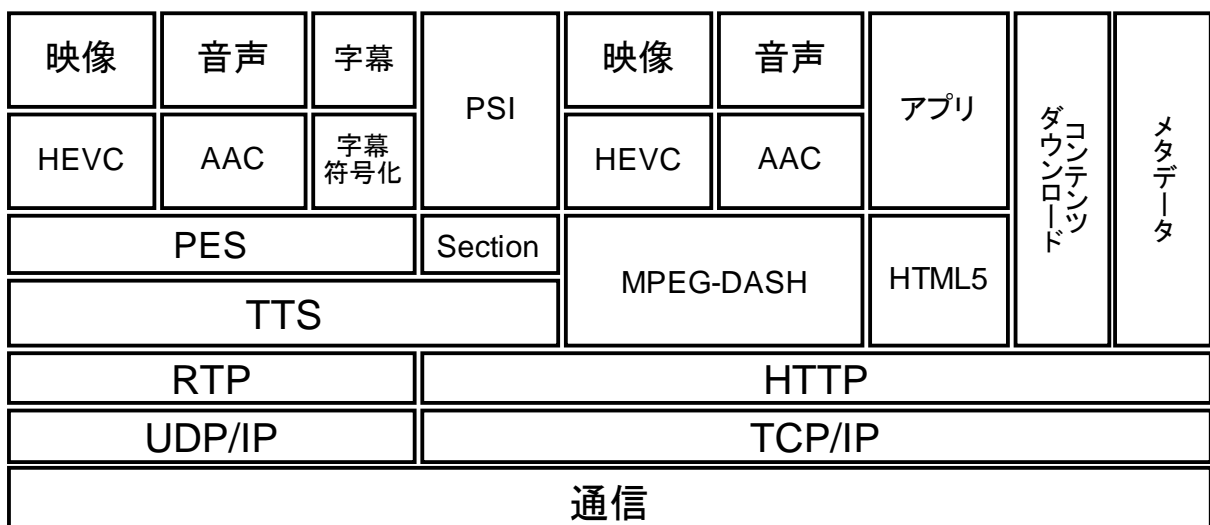 映像
音声
字幕
PSI
映像
音声
アプリ
コンテンツ
ダウンロード
メタデータ
HEVC
AAC
字幕
符号化
HEVC
AAC
PES
Section
MPEG-DASH
HTML5
TTS
RTP
HTTP
UDP/IP
TCP/IP
通信